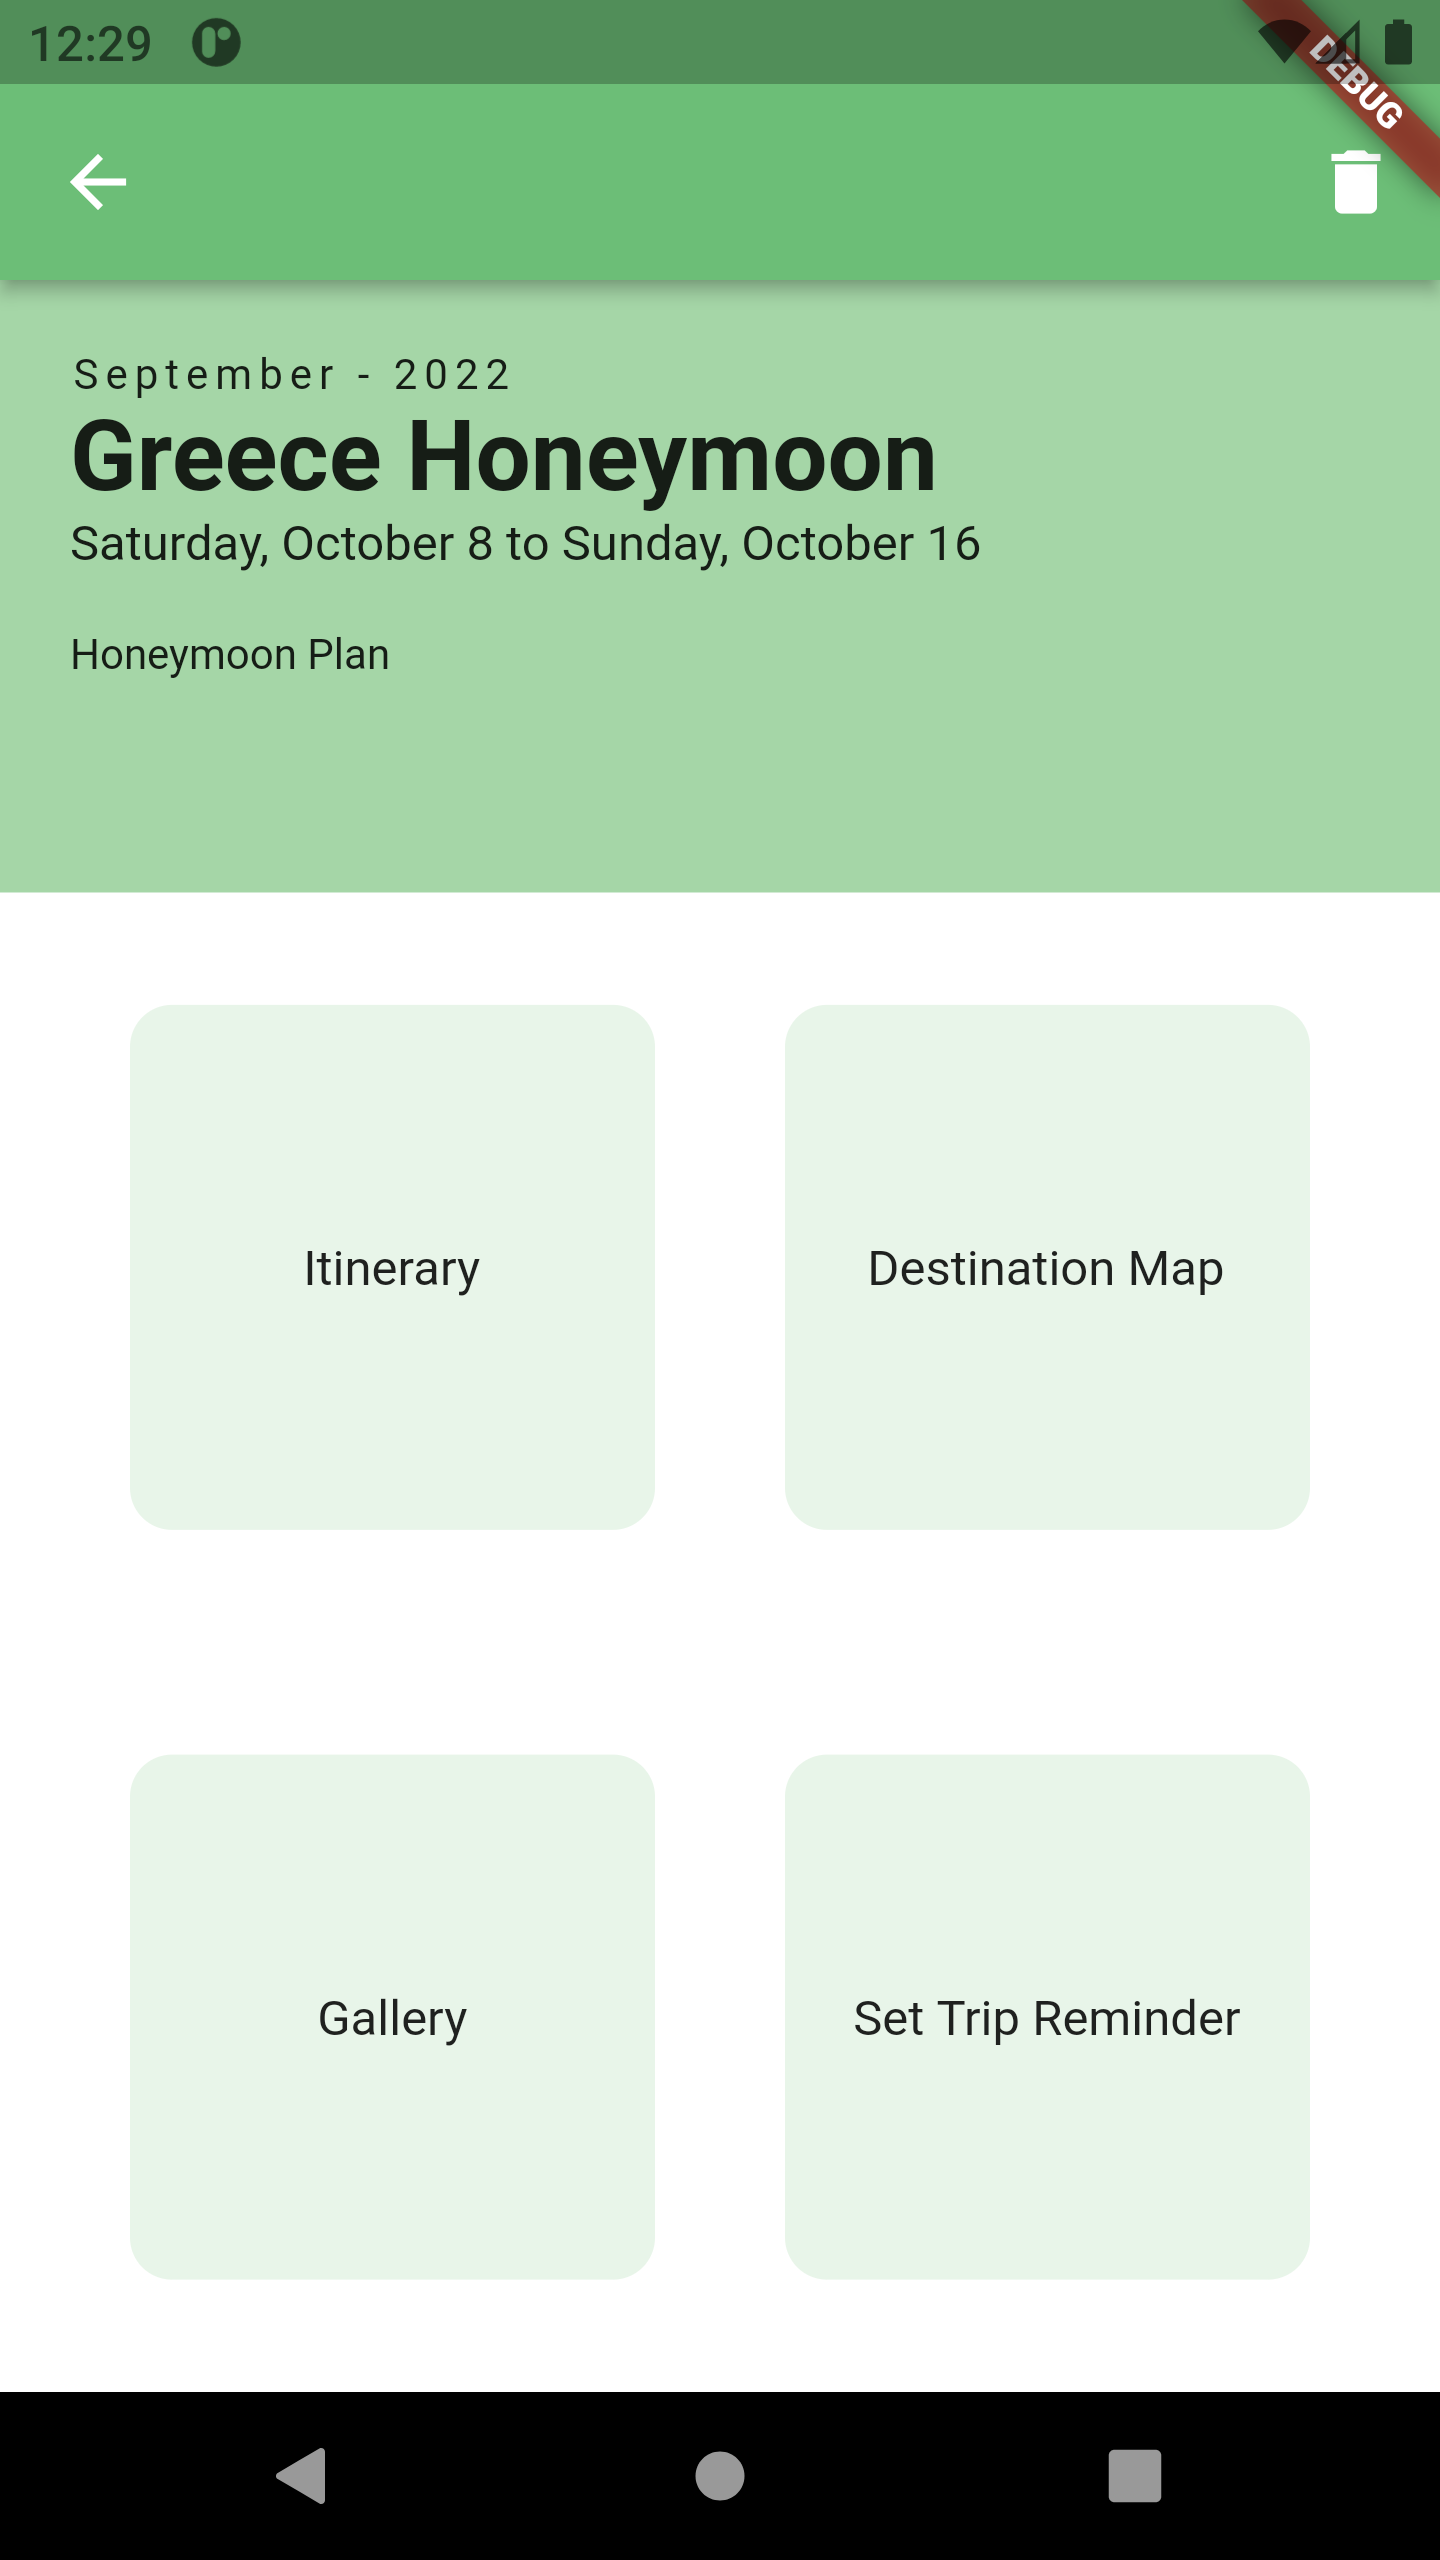 12:29
DEBUG
September - 2022
Greece Honeymoon
Saturday, October 8 to Sunday, October 16
Honeymoon Plan
Itinerary
Destination Map
Gallery
Set Trip Reminder